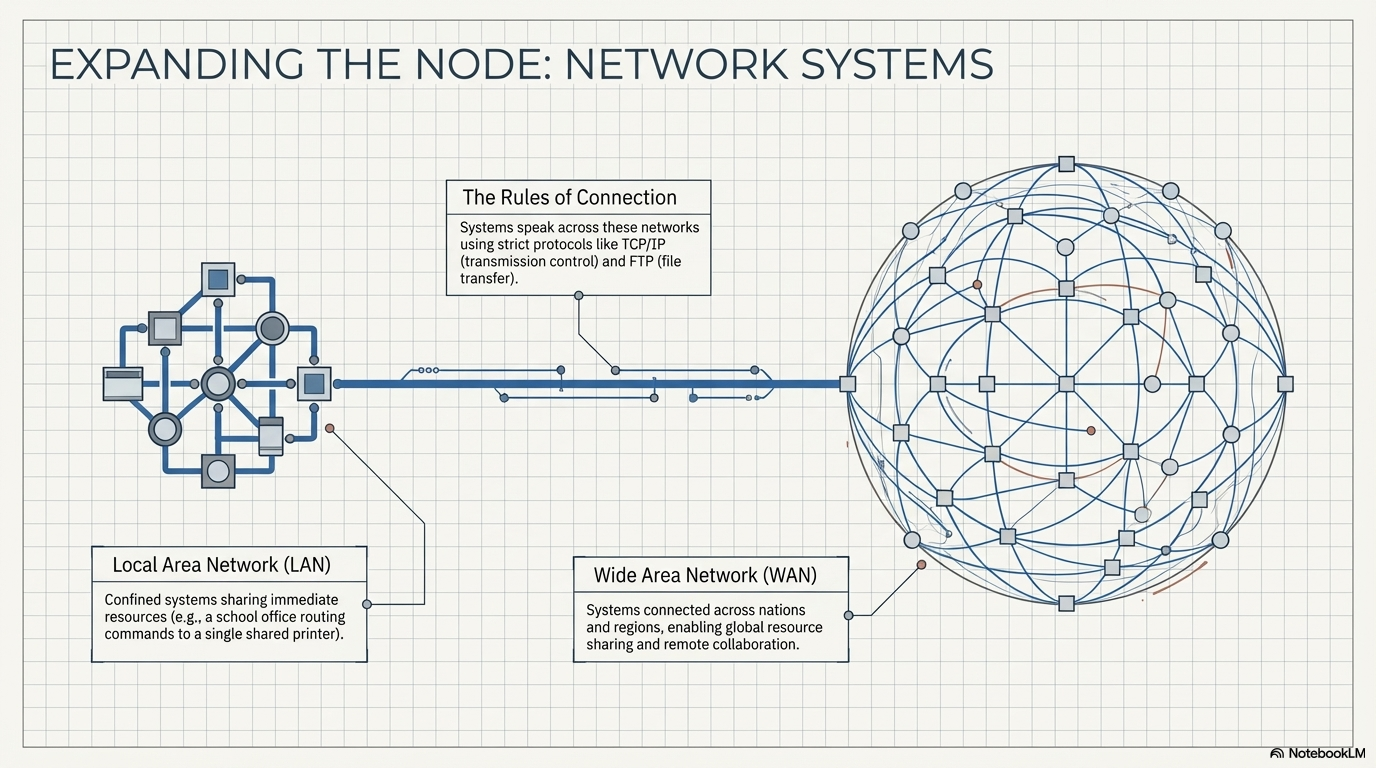 EXPANDING THE NODE: NETWORK SYSTEMS
The Rules of Connection
Systems speak across these networks
using strict protocols like TCP/IP
(transmission control) and FTP (file
transfer).
Local Area Network (LAN)
Confined systems sharing immediate
resources (e.g., a school office routing
commands to a single shared printer).
Wide Area Network (WAN)
Systems connected across nations
and regions, enabling global resource
sharing and remote collaboration.
NotebookLM